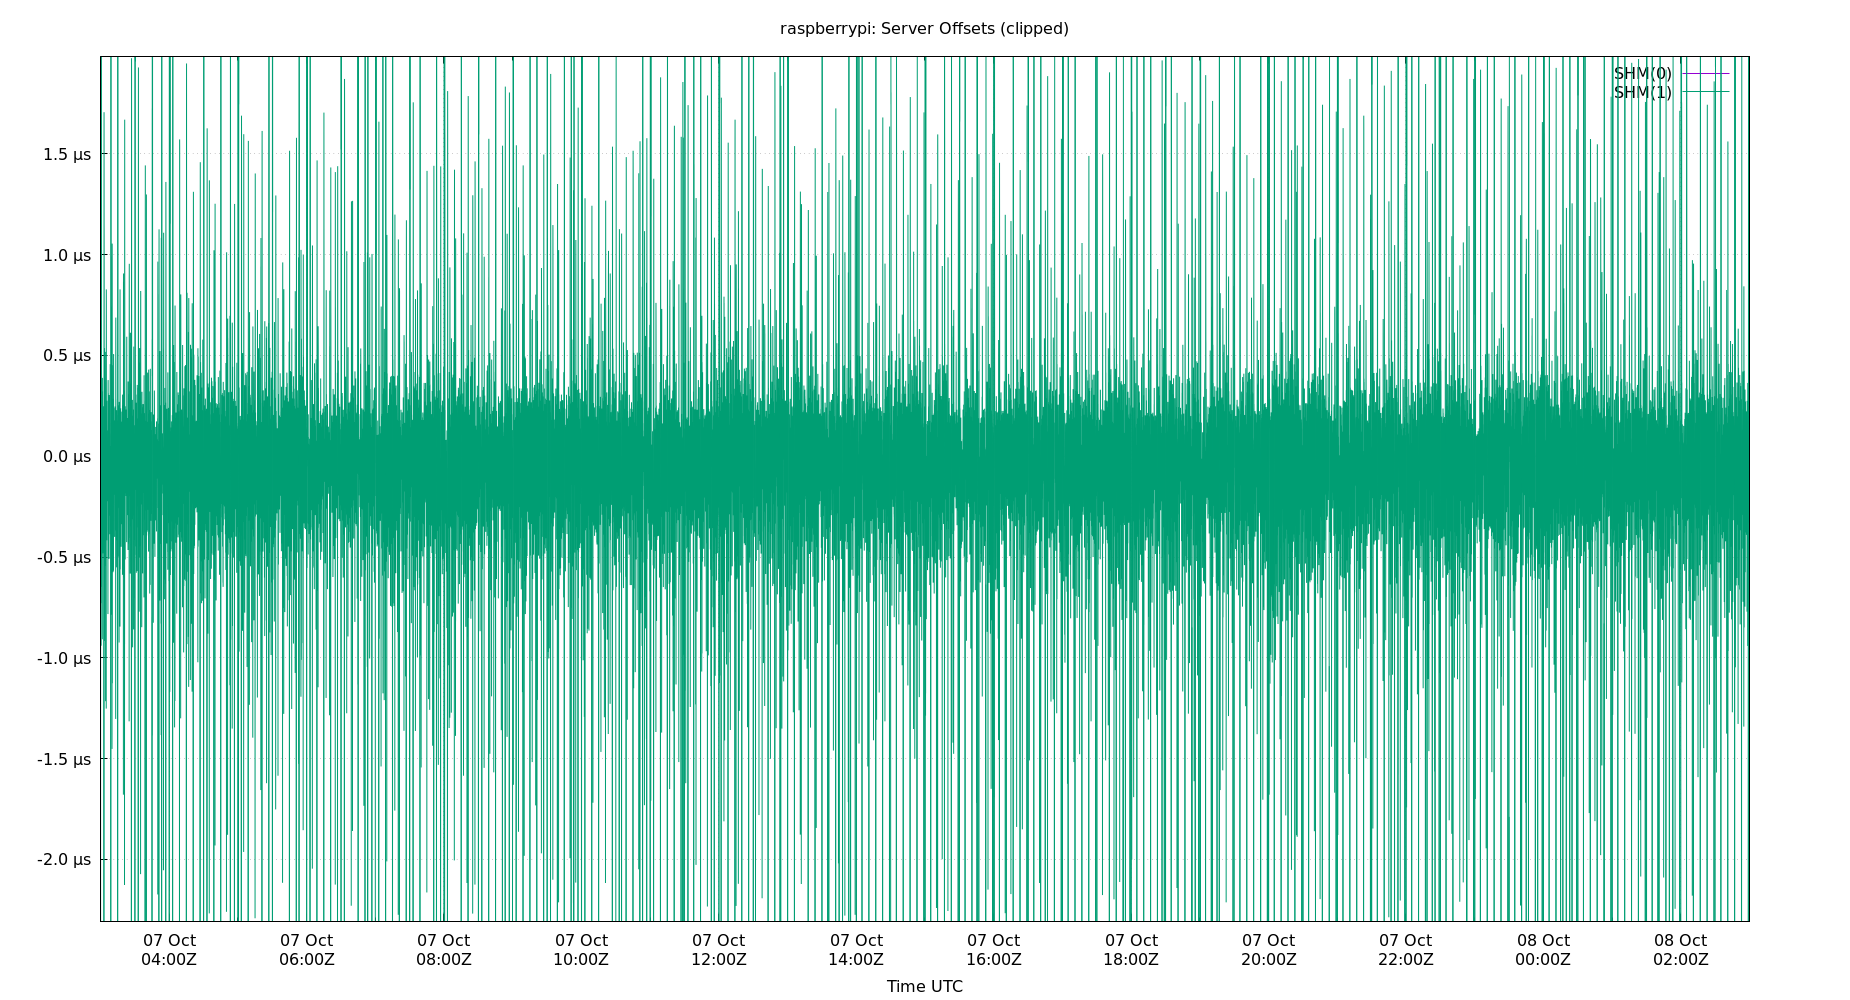 raspberrypi: Server Offsets (clipped)
SHM(0)
SHM(1)
1.5 µs
1.0 µs
0.5 µs
0.0 µs
-0.5 µs
-1.0 µs
-1.5 µs
-2.0 µs
07 Oct 07 Oct 07 Oct 07 Oct 07 Oct 07 Oct 07 Oct 07 Oct 07 Oct 07 Oct 08 Oct 08 Oct
04:00Z 06:00Z 08:00Z 10:00Z 12:00Z 14:00Z 16:00Z 18:00Z 20:00Z 22:00Z 00:00Z 02:00Z
Time UTC